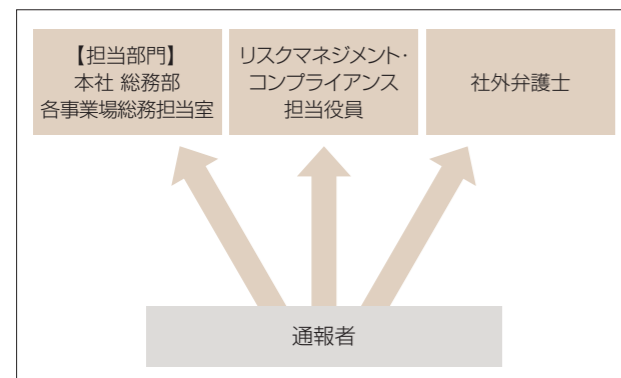 【担当部門】
本社 総務部
各事業場総務担当室
リスクマネジメント・
コンプライアンス
担当役員
社外弁護士
通報者